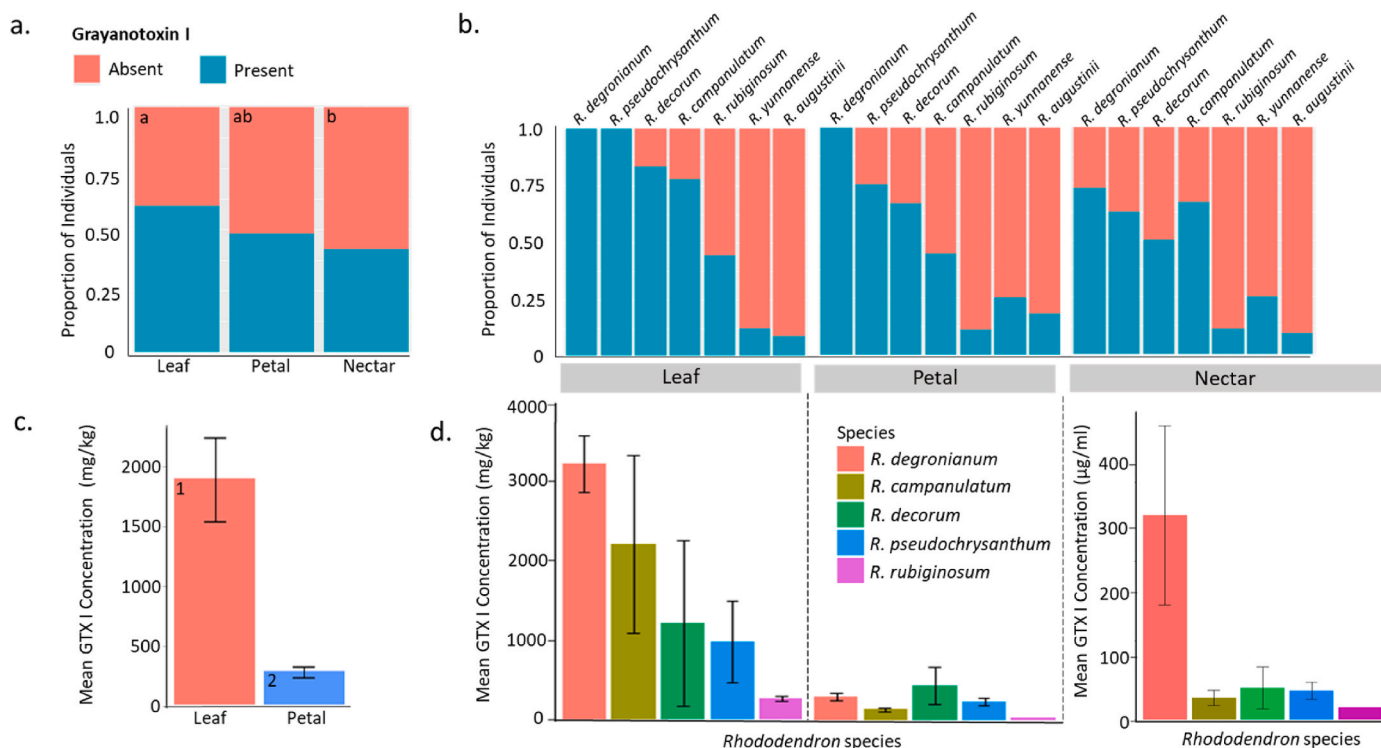 a.
Grayanotoxin I
Absent
Present
Proportion of Individuals
1.0
0.75
0.50
0.25
0
a
ab
b
Leaf
Petal
Nectar
b.
Proportion of Individuals
1.0
0.75
0.50
0.25
0
R. degronianum
R. pseudochrysanthum
R. decorum
R. campanulatum
R. rubiginosum
R. yunnanense
R. augustinii
R. degronianum
R. pseudochrysanthum
R. decorum
R. campanulatum
R. rubiginosum
R. yunnanense
R. augustinii
R. degronianum
R. pseudochrysanthum
R. decorum
R. campanulatum
R. rubiginosum
R. yunnanense
R. augustinii
Leaf
Petal
Nectar
c.
Mean GTX I Concentration (mg/kg)
2000
1500
1000
500
0
1
2
Leaf
Petal
d.
Mean GTX I Concentration (mg/kg)
4000
3000
2000
1000
0
Species
R. degronianum
R. campanulatum
R. decorum
R. pseudochrysanthum
R. rubiginosum
Mean GTX I Concentration (µg/ml)
400
300
200
100
0
Rhododendron species
Rhododendron species